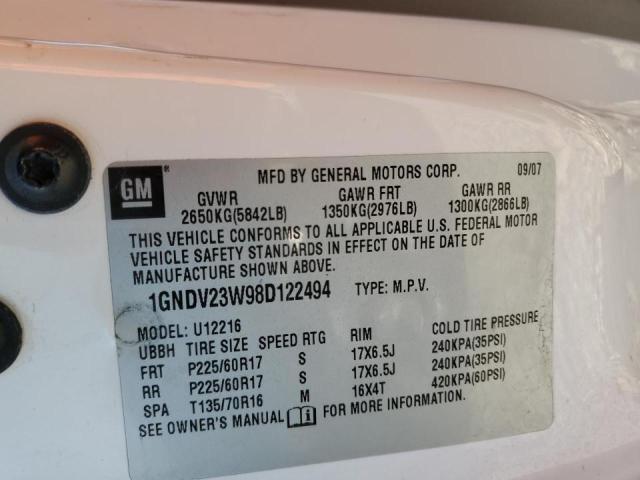 GM ® MFD BY GENERAL MOTORS CORP. 09/07
GVWR GAWR FRT GAWR RR
2650KG(5842LB) 1350KG(2976LB) 1300KG(2866LB)
THIS VEHICLE CONFORMS TO ALL APPLICABLE U.S. FEDERAL MOTOR
VEHICLE SAFETY STANDARDS IN EFFECT ON THE DATE OF
MANUFACTURE SHOWN ABOVE.
1GNDV23W98D122494 TYPE: M.P.V.
MODEL: U12216
UBBH TIRE SIZE SPEED RTG RIM COLD TIRE PRESSURE
FRT P225/60R17 S 17X6.5J 240KPA(35PSI)
RR P225/60R17 S 17X6.5J 240KPA(35PSI)
SPA T135/70R16 M 16X4T 420KPA(60PSI)
SEE OWNER'S MANUAL FOR MORE INFORMATION.